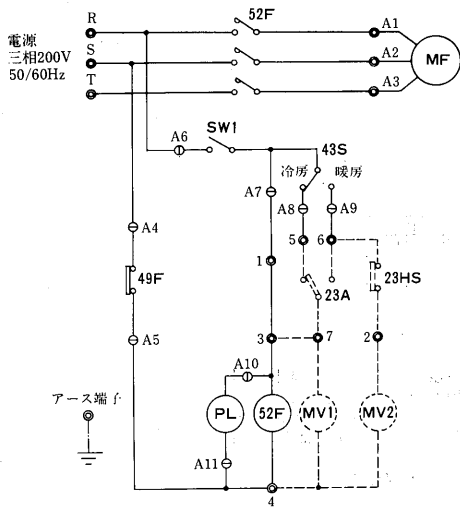 電源
三相200V
50/60Hz
R
S
T
52F
A1
A2
A3
MF
A6
SW1
43S
冷房
暖房
A7
A8
A9
A4
5
6
49F
1
23A
23HS
A5
3
7
2
A10
アース端子
PL
52F
MV1
MV2
A11
4